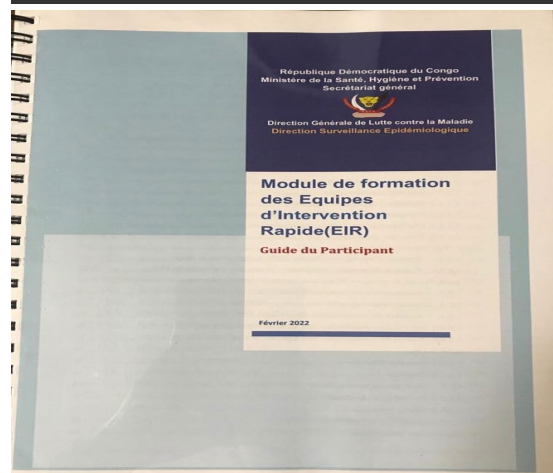 République Démocratique du Congo
Ministère de la Santé, Hygiène et Prévention
Secrétariat général
Direction Générale de Lutte contre la Maladie
Direction Surveillance Epidémiologique
Module de formation
des Equipes
d'Intervention
Rapide(EIR)
Guide du Participant
Février 2022